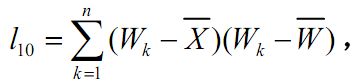 l₁₀ = ∑ₖ₌₁ⁿ (Wₖ − X̅)(Wₖ − W̅) ，